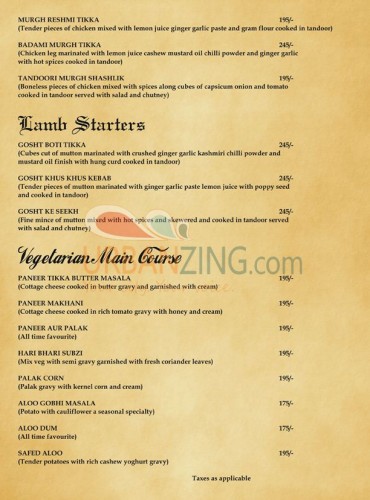 MURGH RESHMI TIKKA 195/-
(Tender pieces of chicken mixed with lemon juice ginger garlic paste and gram flour cooked in tandoor)
BADAMI MURGH TIKKA 245/-
(Chicken leg marinated with lemon juice cashew mustard oil chilli powder and ginger garlic
with hot spices cooked in tandoor)
TANDOORI MURGH SHASHLIK 195/-
(Boneless pieces of chicken mixed with spices along cubes of capsicum onion and tomato
cooked in tandoor served with salad and chutney)
Lamb Starters
GOSHT BOTI TIKKA 245/-
(Cubes cut of mutton marinated with crushed ginger garlic kashmiri chilli powder and
mustard oil finish with hung curd cooked in tandoor)
GOSHT KHUS KHUS KEBAB 245/-
(Tender pieces of mutton marinated with ginger garlic paste lemon juice with poppy seed
and cooked in tandoor)
GOSHT KE SEEKH 245/-
(Fine mince of mutton mixed with hot spices and skewered and cooked in tandoor served
with salad and chutney)
URBANZING.com
Vegetarian Main Course
PANEER TIKKA BUTTER MASALA 195/-
(Cottage cheese cooked in butter gravy and garnished with cream)
PANEER MAKHANI 195/-
(Cottage cheese cooked in rich tomato gravy with honey and cream)
PANEER AUR PALAK 195/-
(All time favourite)
HARI BHARI SUBZI 195/-
(Mix veg with semi gravy garnished with fresh coriander leaves)
PALAK CORN 195/-
(Palak gravy with kernel corn and cream)
ALOO GOBHI MASALA 175/-
(Potato with cauliflower a seasonal specialty)
ALOO DUM 175/-
(All time favourite)
SAFED ALOO 195/-
(Tender potatoes with rich cashew yoghurt gravy)
Taxes as applicable